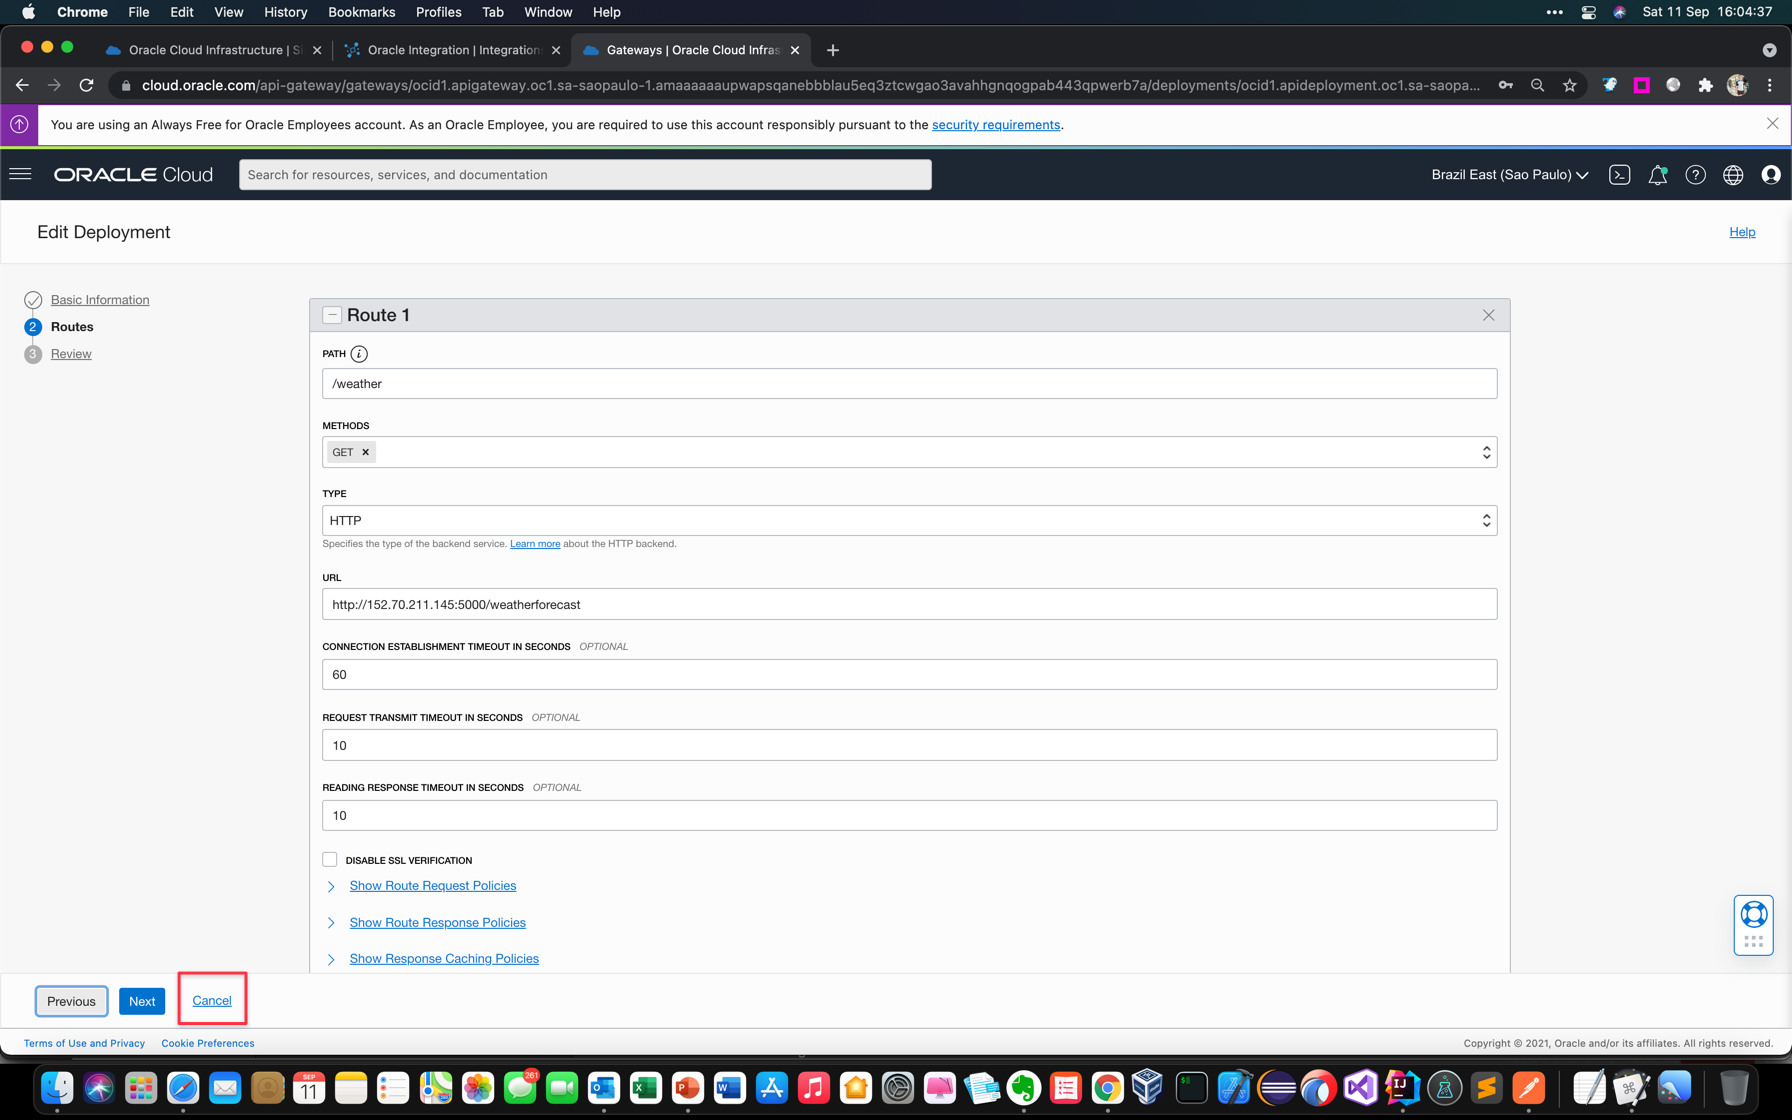 Chrome File Edit View History Bookmarks Profiles Tab Window Help
Sat 11 Sep 16:04:37
Oracle Cloud Infrastructure | Si
Oracle Integration | Integration
Gateways | Oracle Cloud Infras
cloud.oracle.com/api-gateway/gateways/ocid1.apigateway.oc1.sa-saopaulo-1.amaaaaaaupwapsqanebbblau5eq3ztcwgao3avahhgnqogpab443qpwerb7a/deployments/ocid1.apideployment.oc1.sa-saopa...
You are using an Always Free for Oracle Employees account. As an Oracle Employee, you are required to use this account responsibly pursuant to the security requirements.
ORACLE Cloud
Search for resources, services, and documentation
Brazil East (Sao Paulo)
Edit Deployment
Help
Basic Information
2 Routes
3 Review
Route 1
PATH i
/weather
METHODS
GET
TYPE
HTTP
Specifies the type of the backend service. Learn more about the HTTP backend.
URL
http://152.70.211.145:5000/weatherforecast
CONNECTION ESTABLISHMENT TIMEOUT IN SECONDS OPTIONAL
60
REQUEST TRANSMIT TIMEOUT IN SECONDS OPTIONAL
10
READING RESPONSE TIMEOUT IN SECONDS OPTIONAL
10
DISABLE SSL VERIFICATION
Show Route Request Policies
Show Route Response Policies
Show Response Caching Policies
Previous Next Cancel
Terms of Use and Privacy Cookie Preferences
Copyright © 2021, Oracle and/or its affiliates. All rights reserved.
SEP
11
261